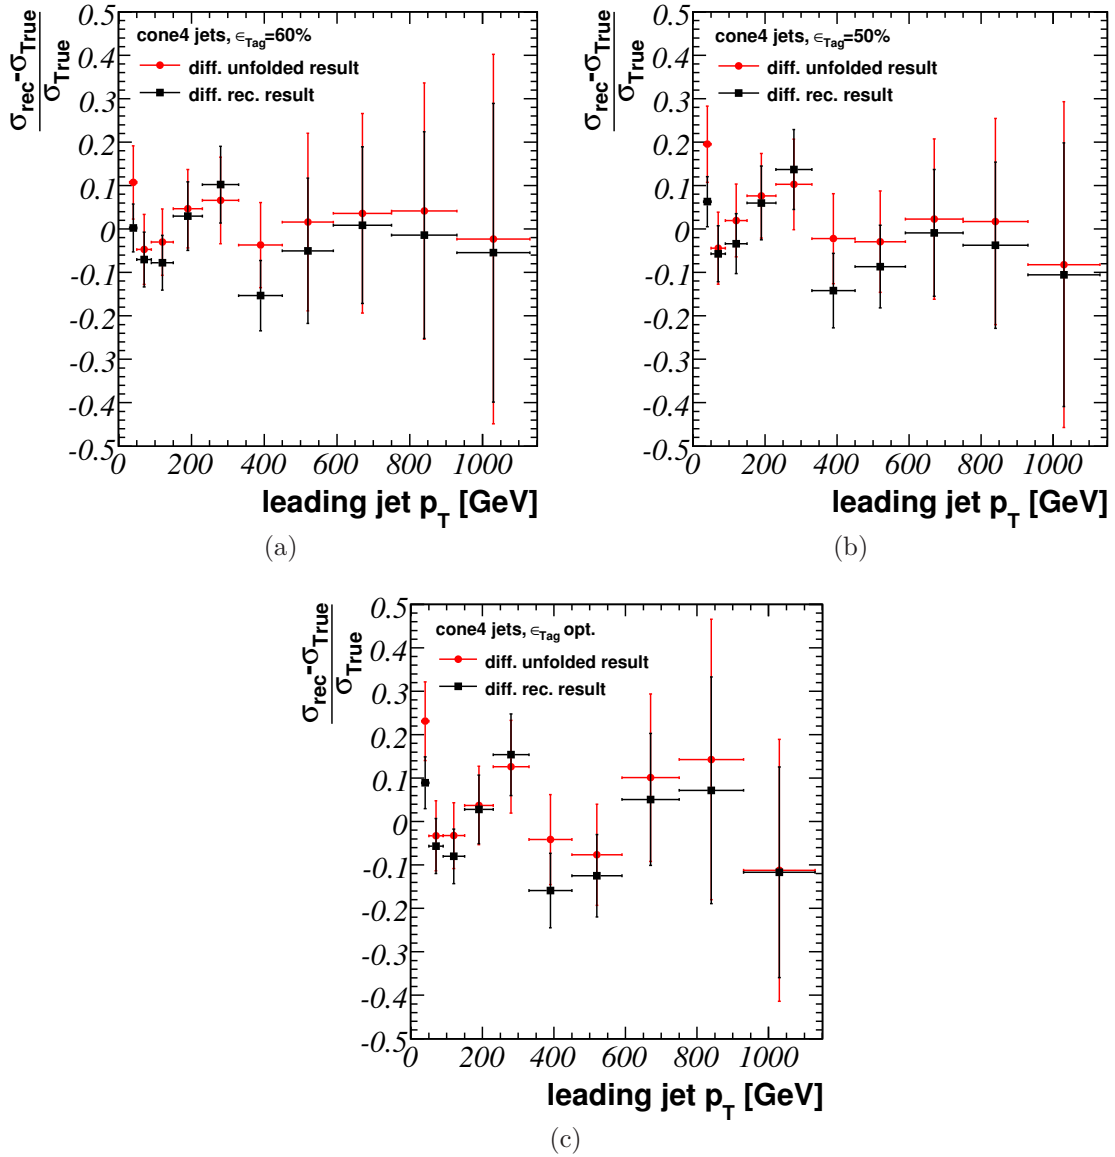 σrec-σTrue
σTrue
cone4 jets, εTag=60%
diff. unfolded result
diff. rec. result
0.5
0.4
0.3
0.2
0.1
0
-0.1
-0.2
-0.3
-0.4
-0.5
0 200 400 600 800 1000
leading jet pT [GeV]
(a)
σrec-σTrue
σTrue
cone4 jets, εTag=50%
diff. unfolded result
diff. rec. result
0.5
0.4
0.3
0.2
0.1
0
-0.1
-0.2
-0.3
-0.4
-0.5
0 200 400 600 800 1000
leading jet pT [GeV]
(b)
σrec-σTrue
σTrue
cone4 jets, εTag opt.
diff. unfolded result
diff. rec. result
0.5
0.4
0.3
0.2
0.1
0
-0.1
-0.2
-0.3
-0.4
-0.5
0 200 400 600 800 1000
leading jet pT [GeV]
(c)